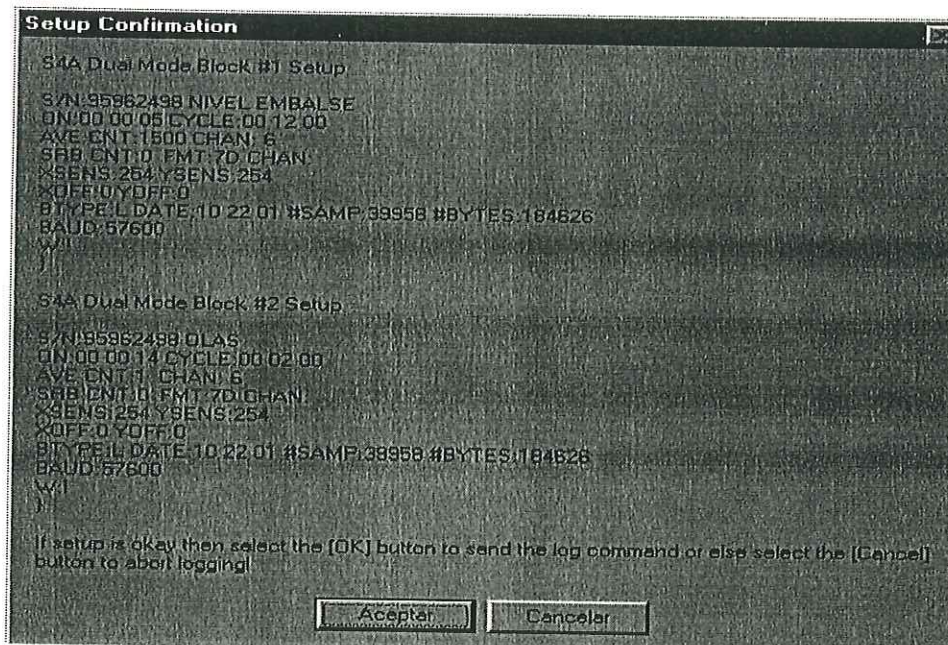 Setup Confirmation
S4A Dual Mode Block #1 Setup
S/N:95962498 NIVEL EMBALSE
ON:00 00 05 CYCLE:00 12 00
AVE CNT:1500 CHAN: 6
SRB CNT:0 FMT:7D CHAN:
XSENS:254 YSENS:254
XOFF:0 YOFF:0
BTYPE:L DATE:10 22 01 #SAMP:39958 #BYTES:184626
BAUD:57600
W:1
S4A Dual Mode Block #2 Setup
S/N:95962498 OLAS
ON:00 00 14 CYCLE:00 02 00
AVE CNT:1 CHAN: 6
SRB CNT:0 FMT:7D CHAN:
XSENS:254 YSENS:254
XOFF:0 YOFF:0
BTYPE:L DATE:10 22 01 #SAMP:39958 #BYTES:184626
BAUD:57600
W:1
If setup is okay then select the [OK] button to send the log command or else select the [Cancel]
button to abort logging!
Aceptar Cancelar